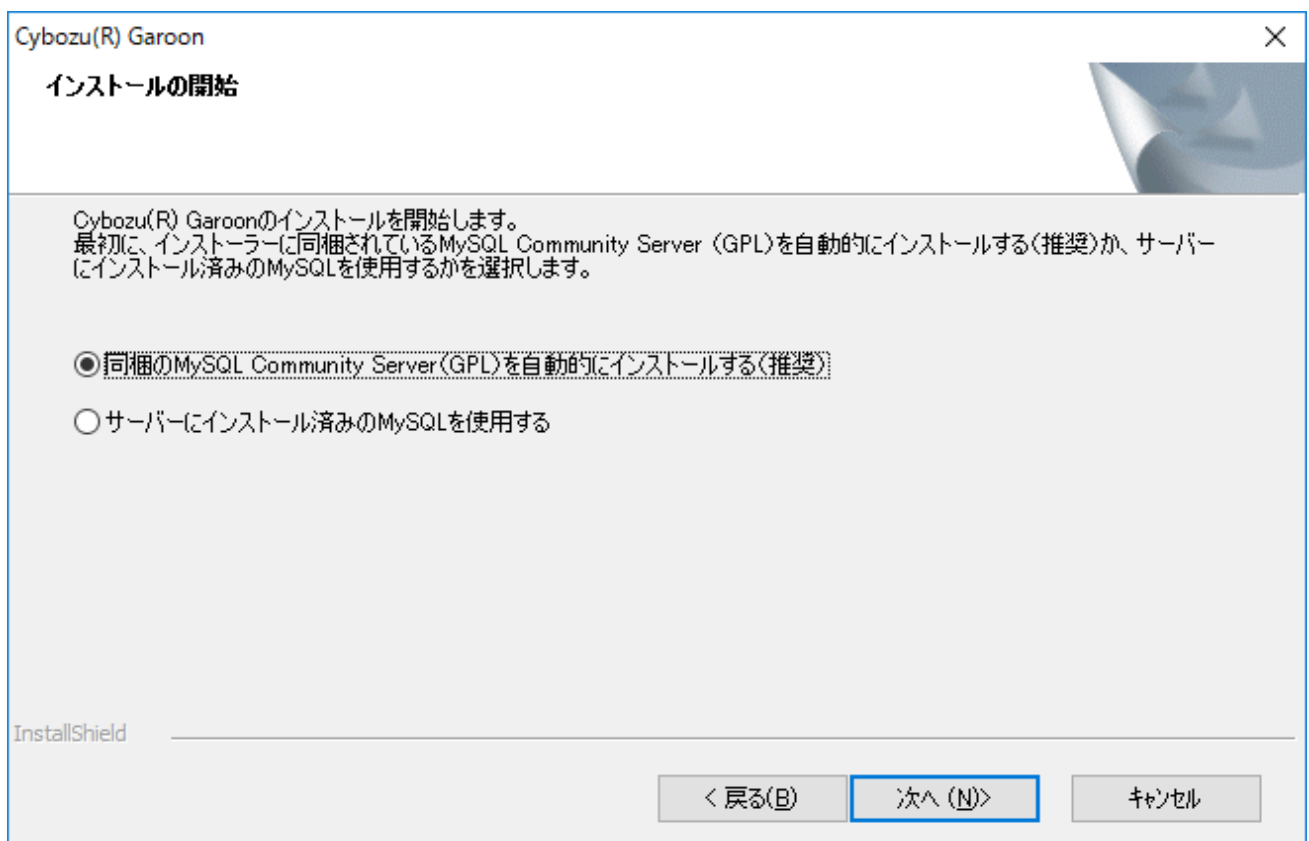 Cybozu(R) Garoon
インストールの開始
Cybozu(R) Garoonのインストールを開始します。
最初に、インストーラーに同梱されているMySQL Community Server (GPL)を自動的にインストールする(推奨)か、サーバー
にインストール済みのMySQLを使用するかを選択します。
同梱のMySQL Community Server(GPL)を自動的にインストールする(推奨)
サーバーにインストール済みのMySQLを使用する
InstallShield
< 戻る(B)
次へ (N)>
キャンセル